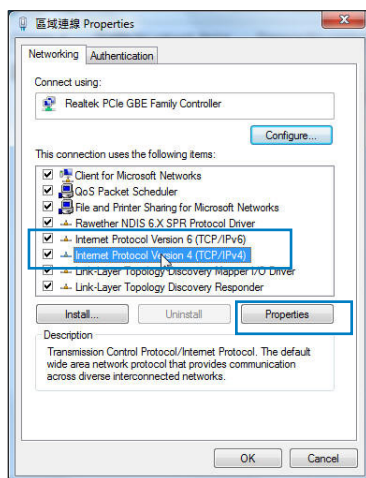 區域連線 Properties
Networking Authentication
Connect using:
Realtek PCIe GBE Family Controller
Configure...
This connection uses the following items:
Client for Microsoft Networks
QoS Packet Scheduler
File and Printer Sharing for Microsoft Networks
Rawether NDIS 6.X SPR Protocol Driver
Internet Protocol Version 6 (TCP/IPv6)
Internet Protocol Version 4 (TCP/IPv4)
Link-Layer Topology Discovery Mapper I/O Driver
Link-Layer Topology Discovery Responder
Install... Uninstall Properties
Description
Transmission Control Protocol/Internet Protocol. The default
wide area network protocol that provides communication
across diverse interconnected networks.
OK Cancel